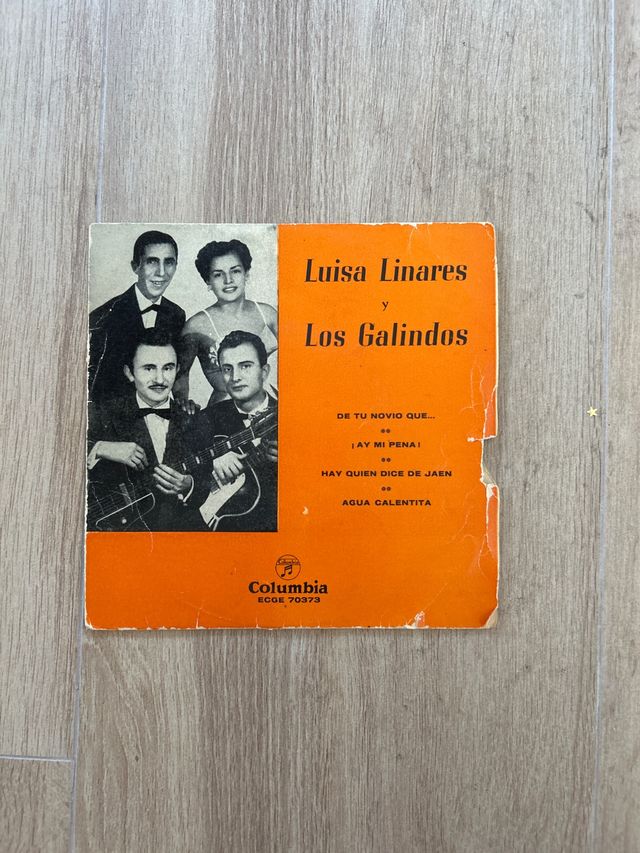 Luisa Linares
y
Los Galindos
DE TU NOVIO QUE...
¡AY MI PENA!
HAY QUIEN DICE DE JAEN
AGUA CALENTITA
Columbia
ECGE 70373